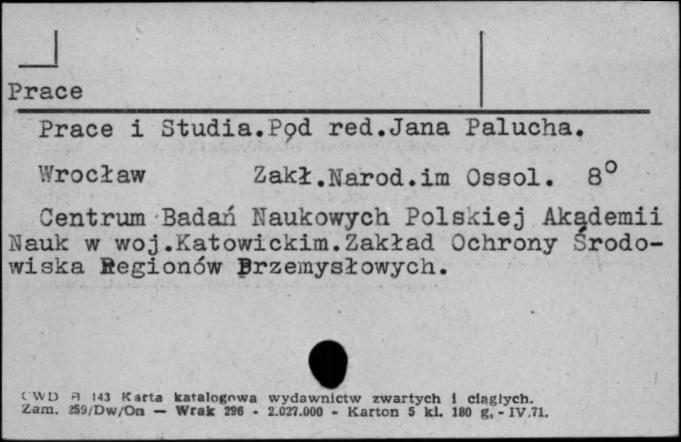 Prace
Prace i Studia.Pod red.Jana Palucha.
Wrocław Zakł.Narod.im Ossol. 8°
Centrum Badań Naukowych Polskiej Akademii
Nauk w woj.Katowickim.Zakład Ochrony Środo-
wiska Regionów Przemysłowych.
CWD A 143 Karta katalogowa wydawnictw zwartych i ciągłych.
Zam. 259/Dw/On — Wrak 296 - 2.027.000 - Karton 5 kl. 180 g, - IV.71.